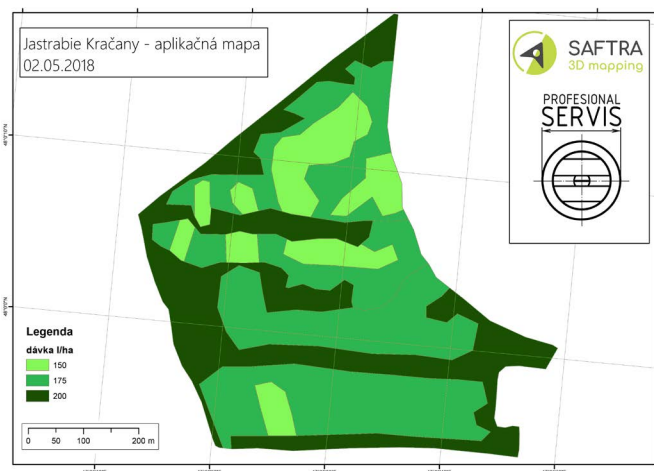 Jastrabie Kračany - aplikačná mapa
02.05.2018
SAFTRA
3D mapping
PROFESIONAL
SERVIS
Legenda
dávka l/ha
150
175
200
0 50 100 200 m